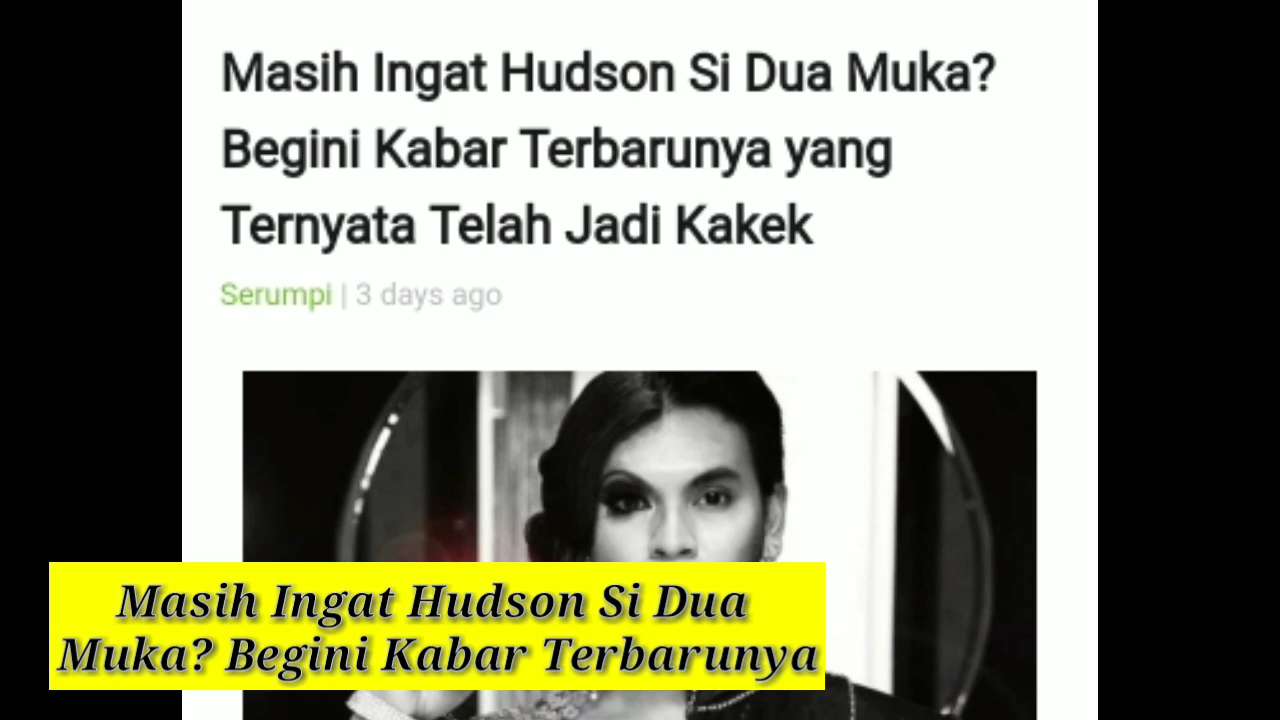 Masih Ingat Hudson Si Dua Muka?
Begini Kabar Terbarunya yang
Ternyata Telah Jadi Kakek
Serumpi | 3 days ago
Masih Ingat Hudson Si Dua
Muka? Begini Kabar Terbarunya